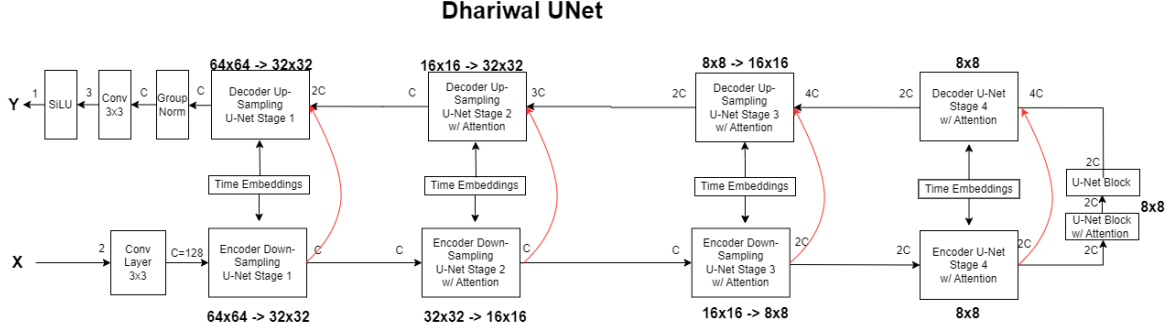 Dhariwal UNet
64x64 -> 32x32
16x16 -> 32x32
8x8 -> 16x16
8x8
Y
1
SiLU
3
Conv
3x3
C
Group
Norm
C
Decoder Up-
Sampling
U-Net Stage 1
2C
C
Decoder Up-
Sampling
U-Net Stage 2
w/ Attention
3C
2C
Decoder Up-
Sampling
U-Net Stage 3
w/ Attention
4C
2C
Decoder U-Net
Stage 4
w/ Attention
4C
2C
U-Net Block
2C
U-Net Block
w/ Attention
2C
8x8
Time Embeddings
Time Embeddings
Time Embeddings
Time Embeddings
X
2
Conv
Layer
3x3
C=128
Encoder Down-
Sampling
U-Net Stage 1
C
C
Encoder Down-
Sampling
U-Net Stage 2
w/ Attention
C
C
Encoder Down-
Sampling
U-Net Stage 3
w/ Attention
2C
2C
Encoder U-Net
Stage 4
w/ Attention
2C
64x64 -> 32x32
32x32 -> 16x16
16x16 -> 8x8
8x8